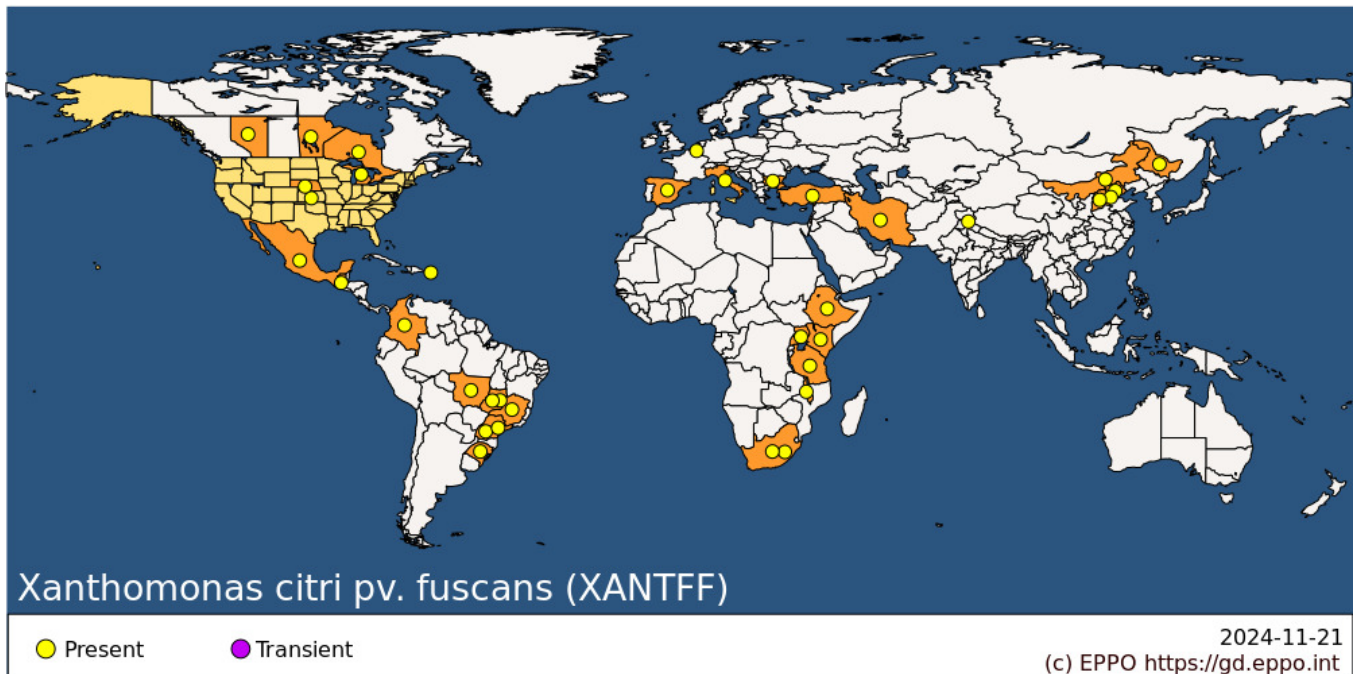 Xanthomonas citri pv. fuscans (XANTFF)
Present
Transient
2024-11-21
(c) EPPO https://gd.eppo.int